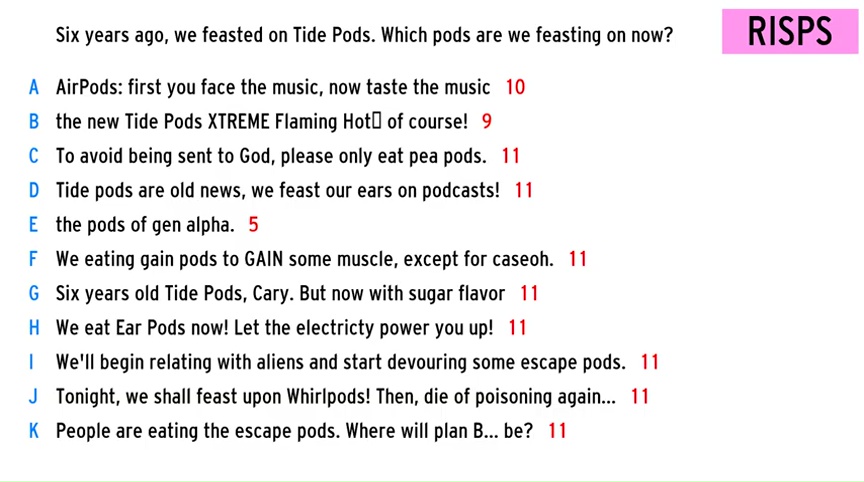 Six years ago, we feasted on Tide Pods. Which pods are we feasting on now?
RISPS
A AirPods: first you face the music, now taste the music 10
B the new Tide Pods XTREME Flaming Hot▯ of course! 9
C To avoid being sent to God, please only eat pea pods. 11
D Tide pods are old news, we feast our ears on podcasts! 11
E the pods of gen alpha. 5
F We eating gain pods to GAIN some muscle, except for caseoh. 11
G Six years old Tide Pods, Cary. But now with sugar flavor 11
H We eat Ear Pods now! Let the electricty power you up! 11
I We'll begin relating with aliens and start devouring some escape pods. 11
J Tonight, we shall feast upon Whirlpods! Then, die of poisoning again... 11
K People are eating the escape pods. Where will plan B... be? 11